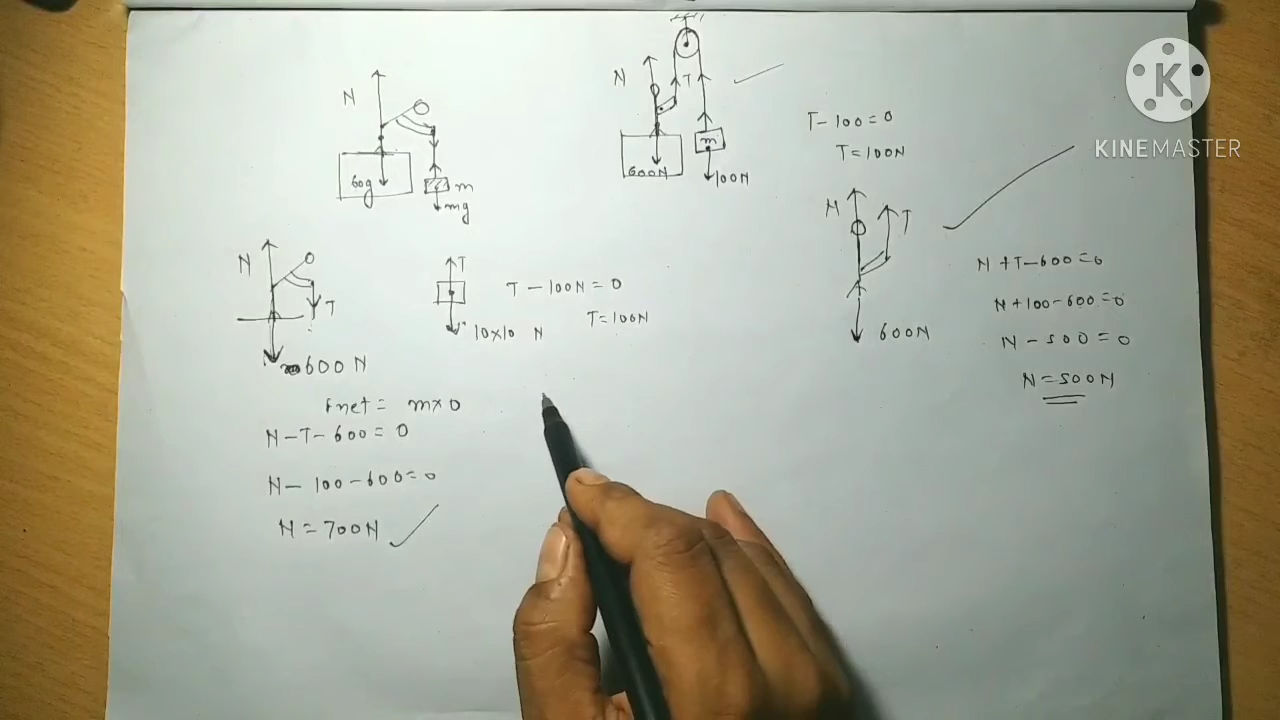 N
60g
m
mg
N
T
600N
m
100N
T-100=0
T=100N
N
T
600 N
T
10×10 N
T-100N=0
T=100N
Fnet= m×0
N-T-600=0
N-100-600=0
N=700N
N
T
600N
N+T-600=0
N+100-600=0
N-500=0
N=500N
K
KINEMASTER